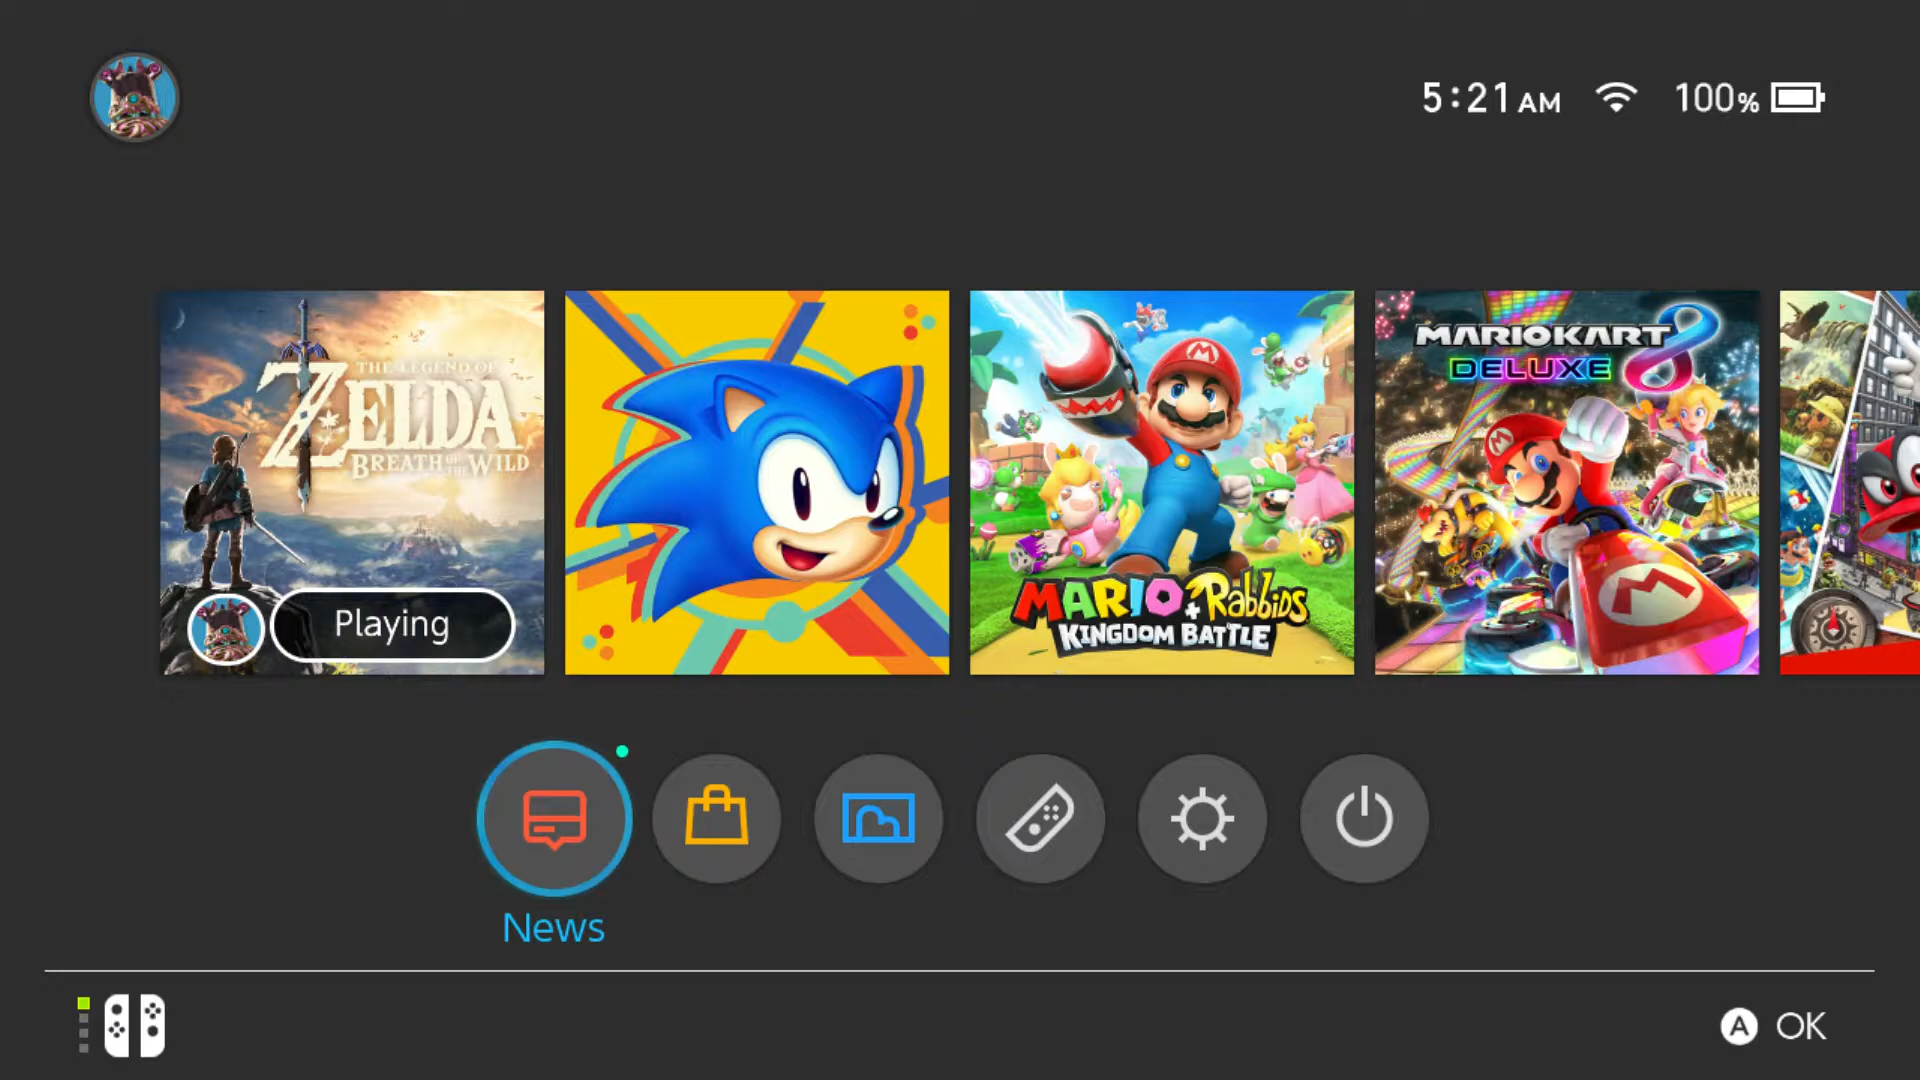 5:21 AM 100%
THE LEGEND OF
ZELDA
BREATH OF THE WILD
Playing
MARIO + Rabbids
KINGDOM BATTLE
MARIOKART 8
DELUXE
News
A OK